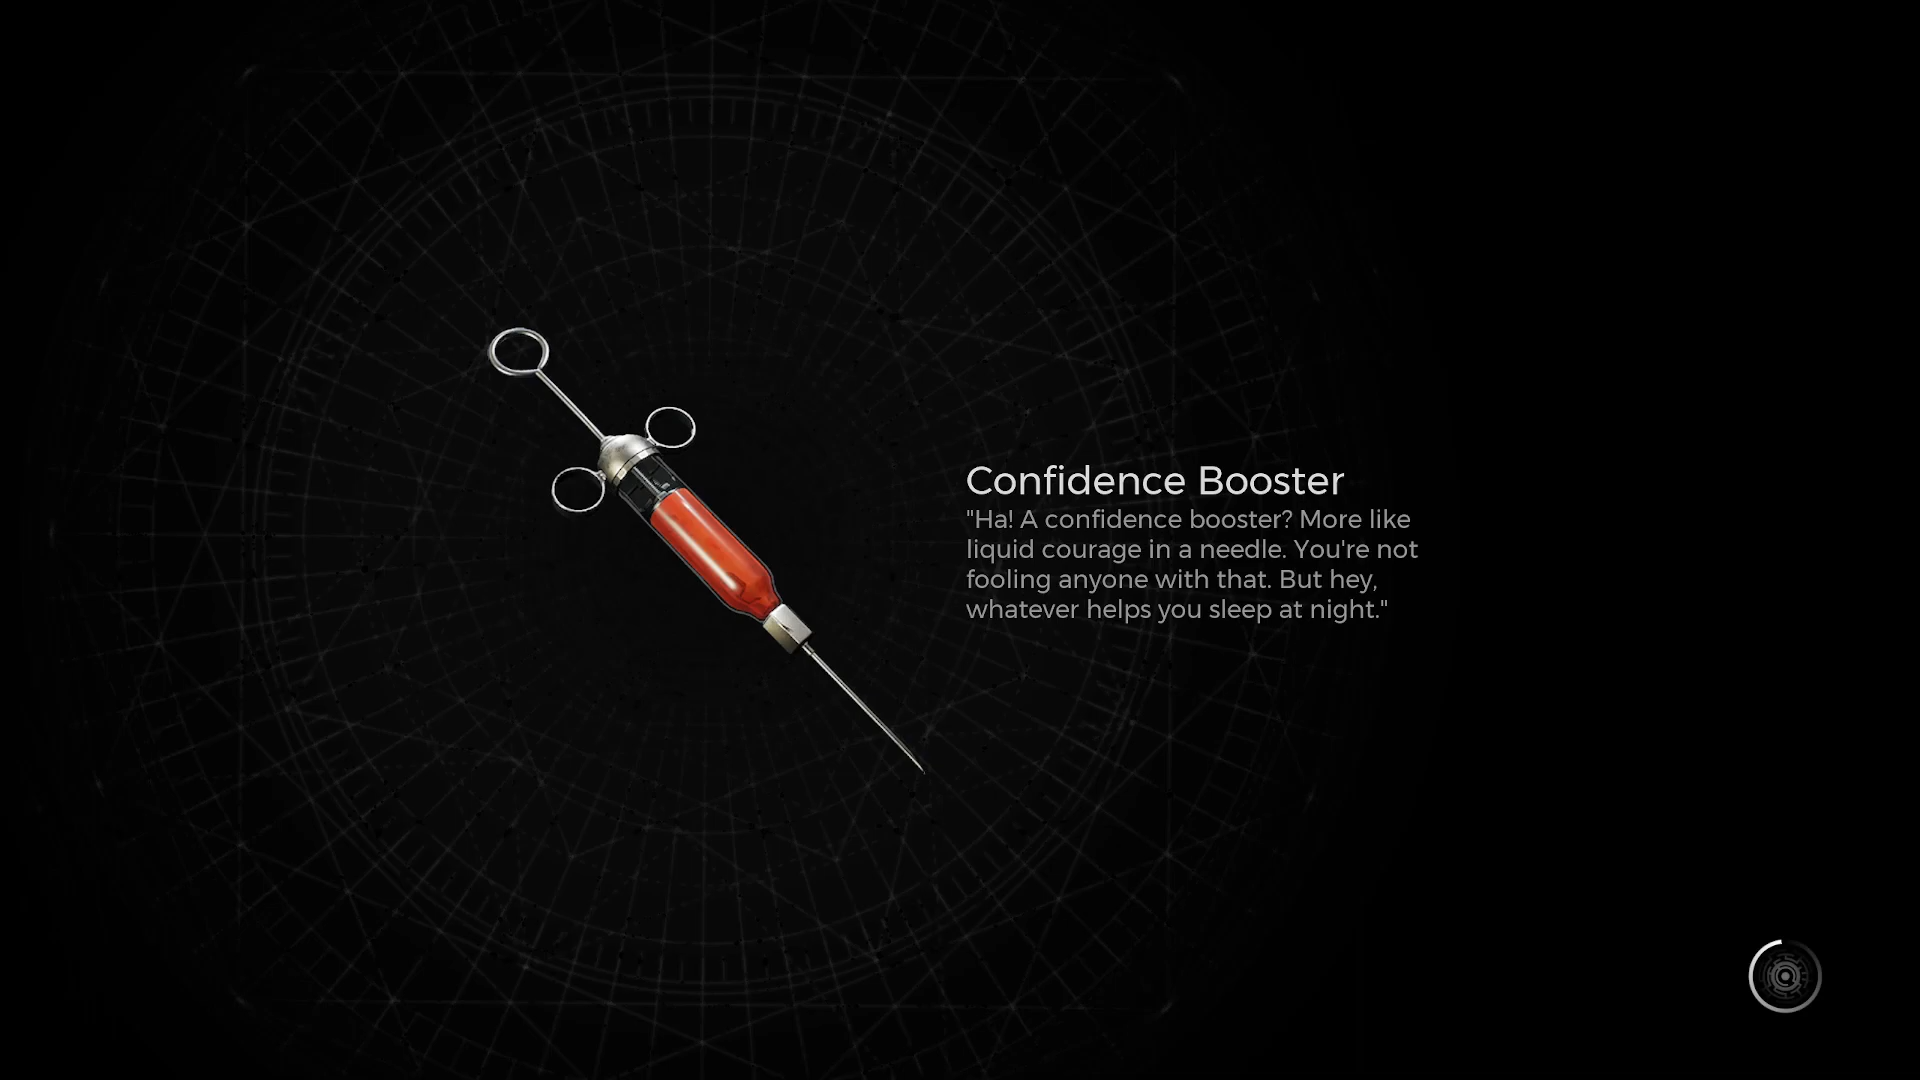 Confidence Booster
"Ha! A confidence booster? More like
liquid courage in a needle. You're not
fooling anyone with that. But hey,
whatever helps you sleep at night."